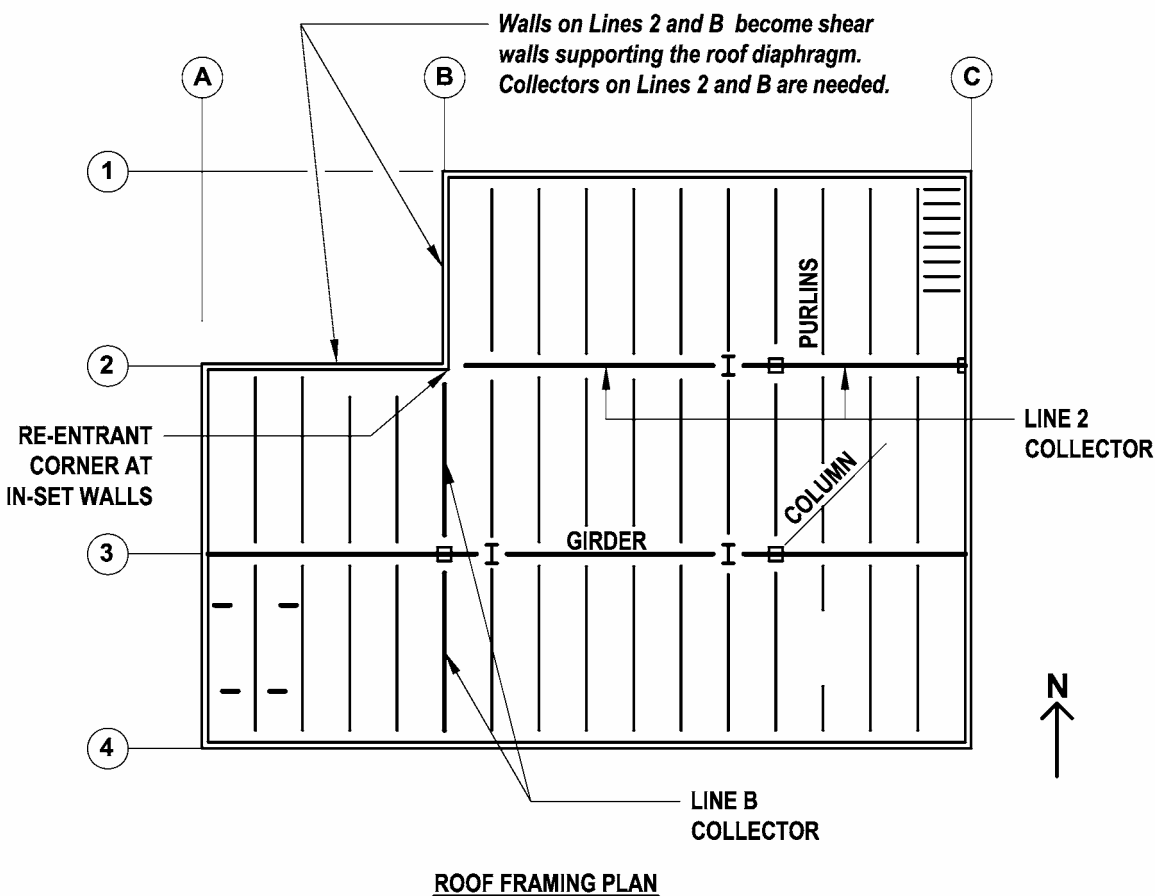 Walls on Lines 2 and B become shear
walls supporting the roof diaphragm.
Collectors on Lines 2 and B are needed.
A
B
C
1
2
3
4
PURLINS
RE-ENTRANT
CORNER AT
IN-SET WALLS
LINE 2
COLLECTOR
COLUMN
GIRDER
N
LINE B
COLLECTOR
ROOF FRAMING PLAN